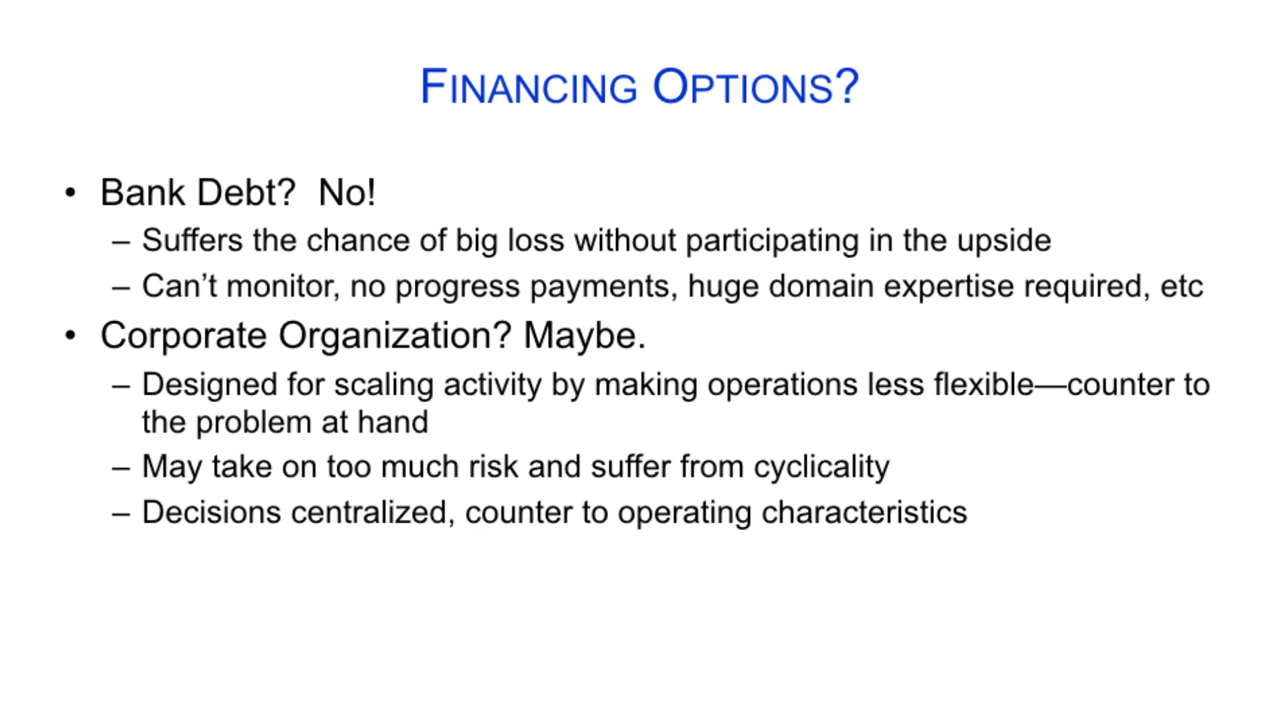 FINANCING OPTIONS?
• Bank Debt?  No!
– Suffers the chance of big loss without participating in the upside
– Can’t monitor, no progress payments, huge domain expertise required, etc
• Corporate Organization? Maybe.
– Designed for scaling activity by making operations less flexible—counter to
the problem at hand
– May take on too much risk and suffer from cyclicality
– Decisions centralized, counter to operating characteristics